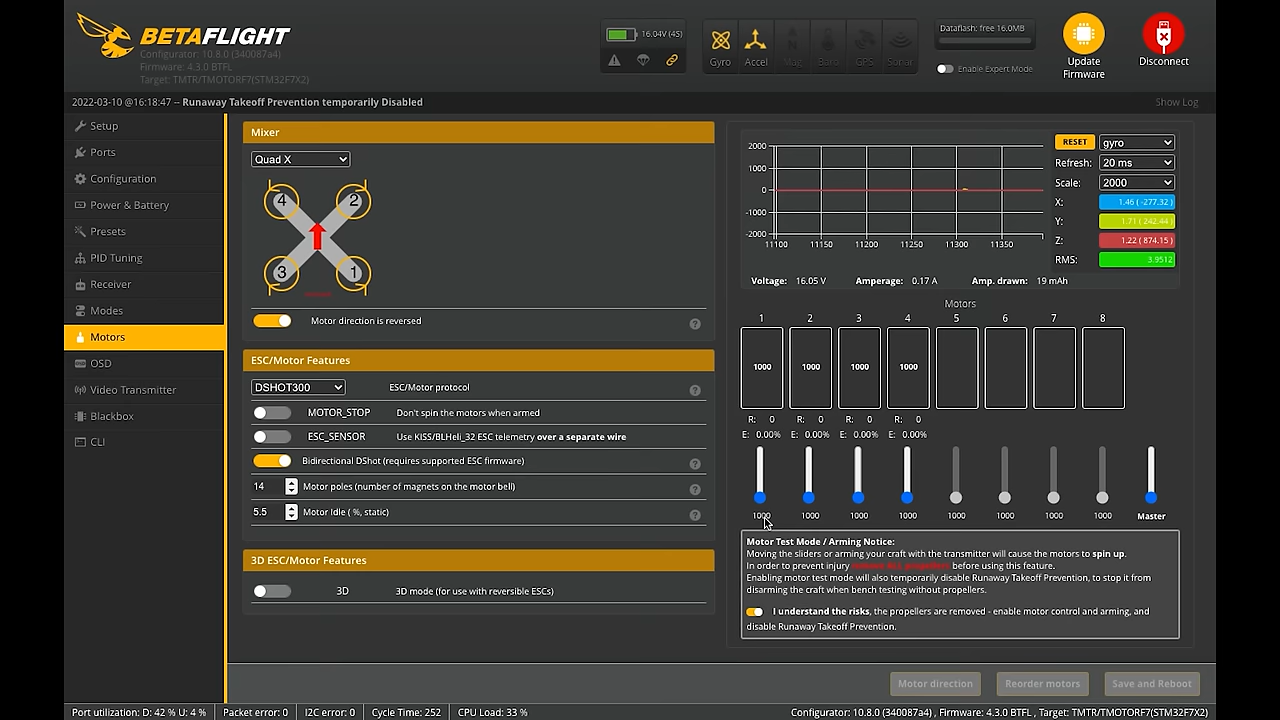 BETAFLIGHT
Configurator: 10.8.0 (340087a4)
Firmware: 4.3.0 BTFL
Target: TMTR/TMOTORF7(STM32F7X2)
16.04V (4S)
Gyro
Accel
Mag
Baro
GPS
Sonar
Dataflash: free 16.0MB
Enable Expert Mode
Update
Firmware
Disconnect
2022-03-10 @16:18:47 -- Runaway Takeoff Prevention temporarily Disabled
Show Log
Setup
Ports
Configuration
Power & Battery
Presets
PID Tuning
Receiver
Modes
Motors
OSD
Video Transmitter
Blackbox
CLI
Mixer
Quad X
4
2
3
1
Motor direction is reversed
ESC/Motor Features
DSHOT300
ESC/Motor protocol
MOTOR_STOP
Don't spin the motors when armed
ESC_SENSOR
Use KISS/BLHeli_32 ESC telemetry over a separate wire
Bidirectional DShot (requires supported ESC firmware)
14
Motor poles (number of magnets on the motor bell)
5.5
Motor Idle ( %, static)
3D ESC/Motor Features
3D
3D mode (for use with reversible ESCs)
2000
1000
0
-1000
-2000
11100 11150 11200 11250 11300 11350
RESET gyro
Refresh: 20 ms
Scale: 2000
X: 1.46 ( -277.32 )
Y: 1.71 ( 242.44 )
Z: 1.22 ( 874.15 )
RMS: 3.9512
Voltage: 16.05 V Amperage: 0.17 A Amp. drawn: 19 mAh
Motors
1 2 3 4 5 6 7 8
1000 1000 1000 1000
R: 0 R: 0 R: 0 R: 0
E: 0.00% E: 0.00% E: 0.00% E: 0.00%
1000 1000 1000 1000 1000 1000 1000 1000 Master
Motor Test Mode / Arming Notice:
Moving the sliders or arming your craft with the transmitter will cause the motors to spin up.
In order to prevent injury remove ALL propellers before using this feature.
Enabling motor test mode will also temporarily disable Runaway Takeoff Prevention, to stop it from
disarming the craft when bench testing without propellers.
I understand the risks, the propellers are removed - enable motor control and arming, and
disable Runaway Takeoff Prevention.
Motor direction
Reorder motors
Save and Reboot
Port utilization: D: 42 % U: 4 %
Packet error: 0
I2C error: 0
Cycle Time: 252
CPU Load: 33 %
Configurator: 10.8.0 (340087a4) , Firmware: 4.3.0 BTFL, Target: TMTR/TMOTORF7(STM32F7X2)